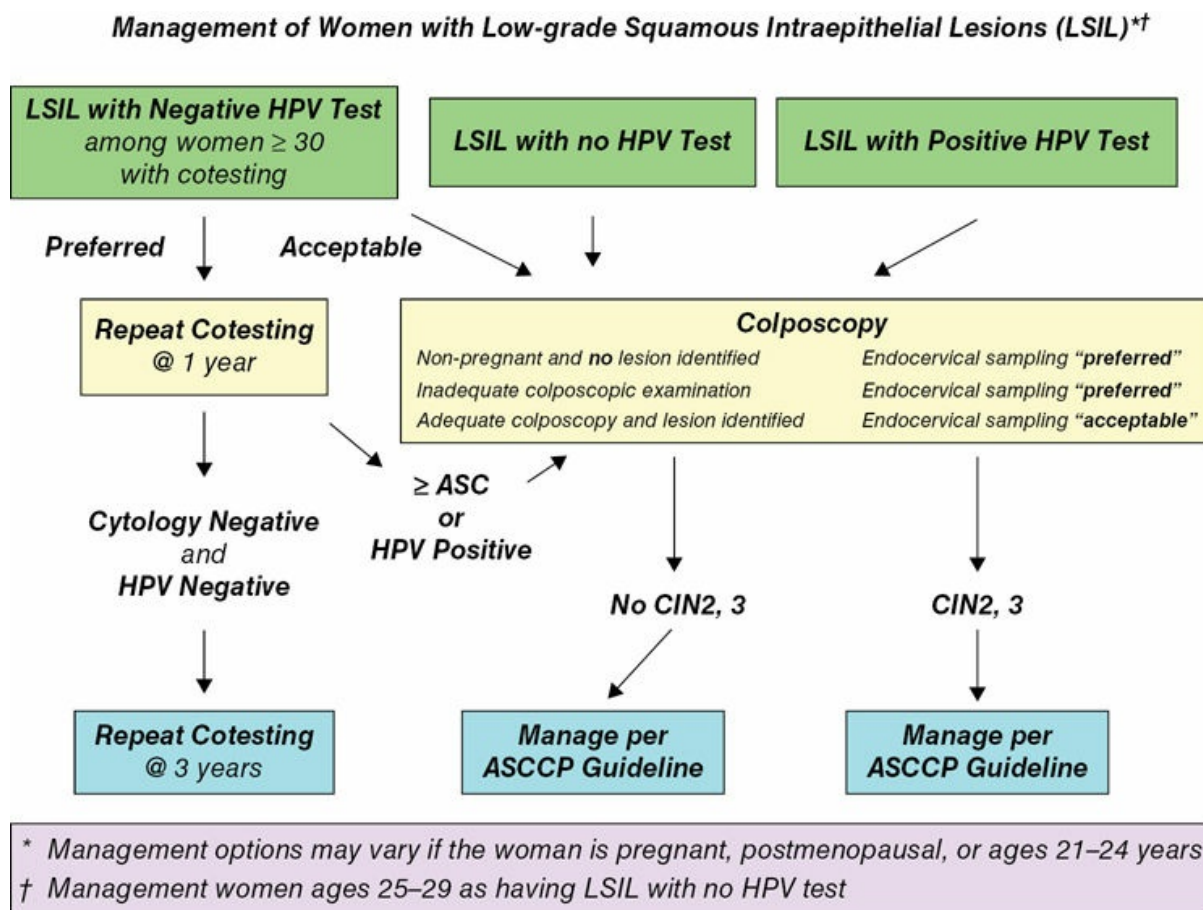 Management of Women with Low-grade Squamous Intraepithelial Lesions (LSIL)*†
LSIL with Negative HPV Test
among women ≥ 30
with cotesting
LSIL with no HPV Test
LSIL with Positive HPV Test
Preferred
Acceptable
Repeat Cotesting
@ 1 year
Colposcopy
Non-pregnant and no lesion identified Endocervical sampling “preferred”
Inadequate colposcopic examination Endocervical sampling “preferred”
Adequate colposcopy and lesion identified Endocervical sampling “acceptable”
≥ ASC
or
HPV Positive
Cytology Negative
and
HPV Negative
No CIN2, 3
CIN2, 3
Repeat Cotesting
@ 3 years
Manage per
ASCCP Guideline
Manage per
ASCCP Guideline
* Management options may vary if the woman is pregnant, postmenopausal, or ages 21–24 years
† Management women ages 25–29 as having LSIL with no HPV test